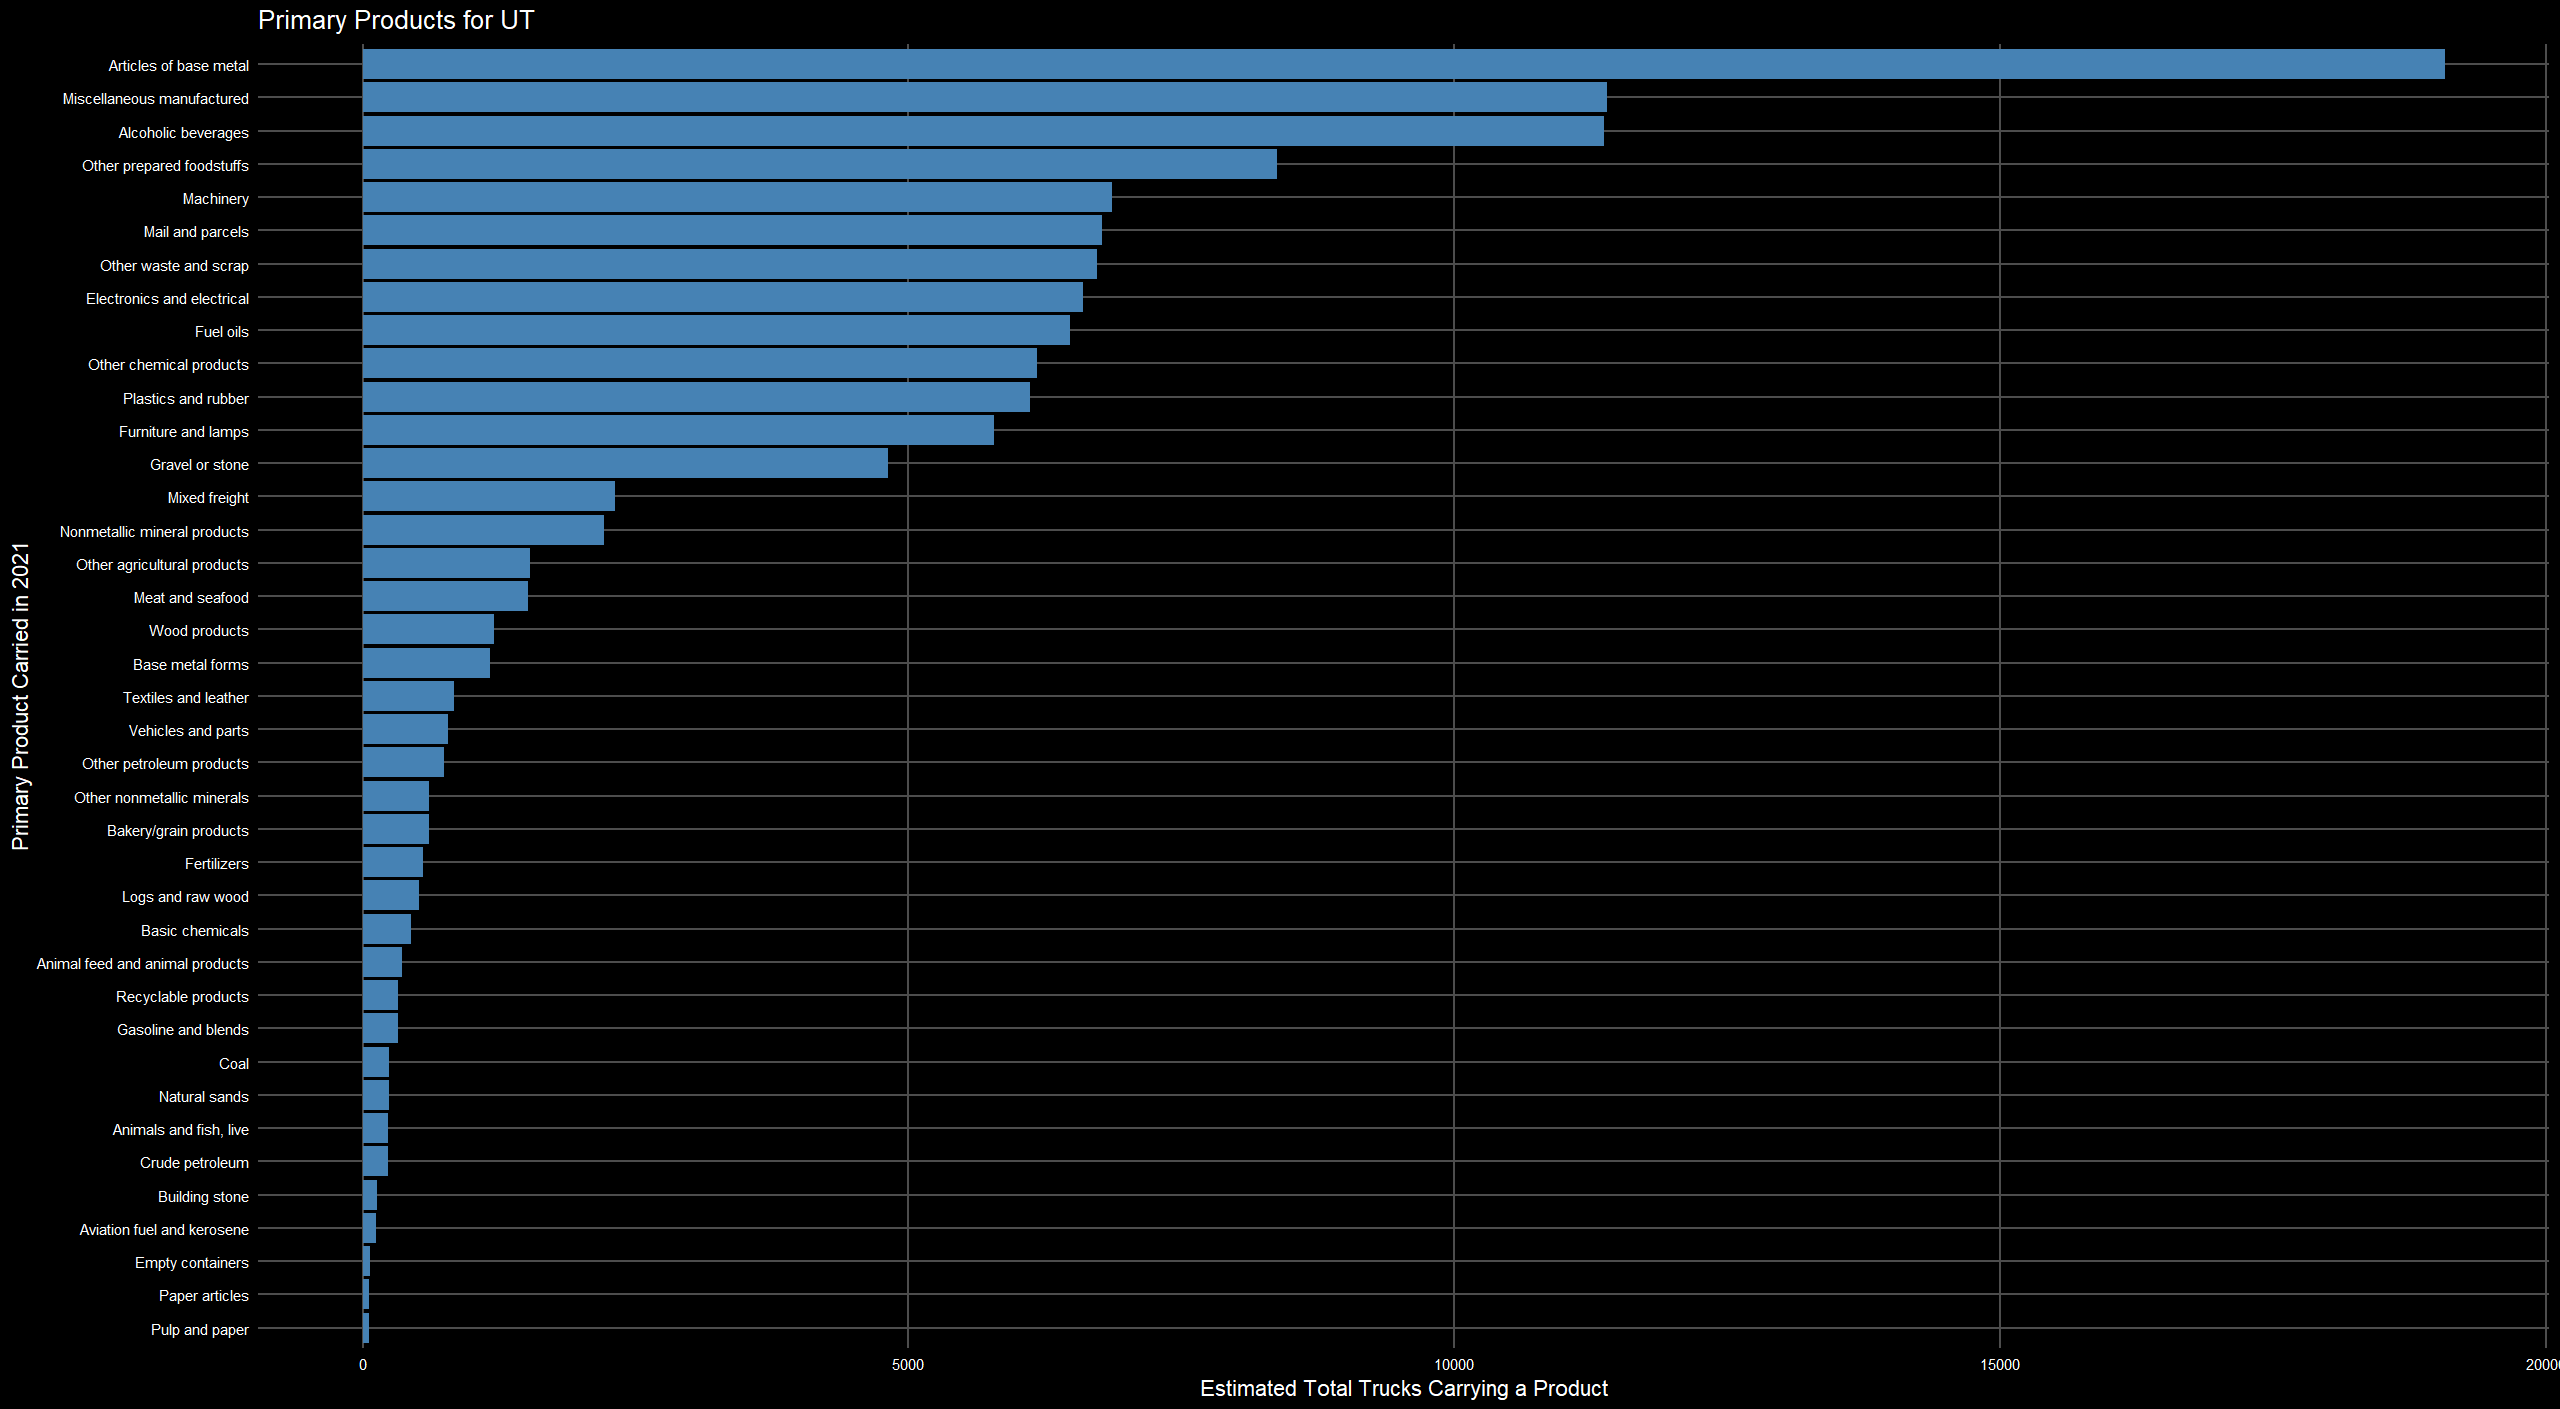 Primary Products for UT
Articles of base metal
Miscellaneous manufactured
Alcoholic beverages
Other prepared foodstuffs
Machinery
Mail and parcels
Other waste and scrap
Electronics and electrical
Fuel oils
Other chemical products
Plastics and rubber
Furniture and lamps
Gravel or stone
Mixed freight
Nonmetallic mineral products
Other agricultural products
Meat and seafood
Wood products
Base metal forms
Textiles and leather
Vehicles and parts
Other petroleum products
Other nonmetallic minerals
Bakery/grain products
Fertilizers
Logs and raw wood
Basic chemicals
Animal feed and animal products
Recyclable products
Gasoline and blends
Coal
Natural sands
Animals and fish, live
Crude petroleum
Building stone
Aviation fuel and kerosene
Empty containers
Paper articles
Pulp and paper
Primary Product Carried in 2021
0 5000 10000 15000 20000
Estimated Total Trucks Carrying a Product